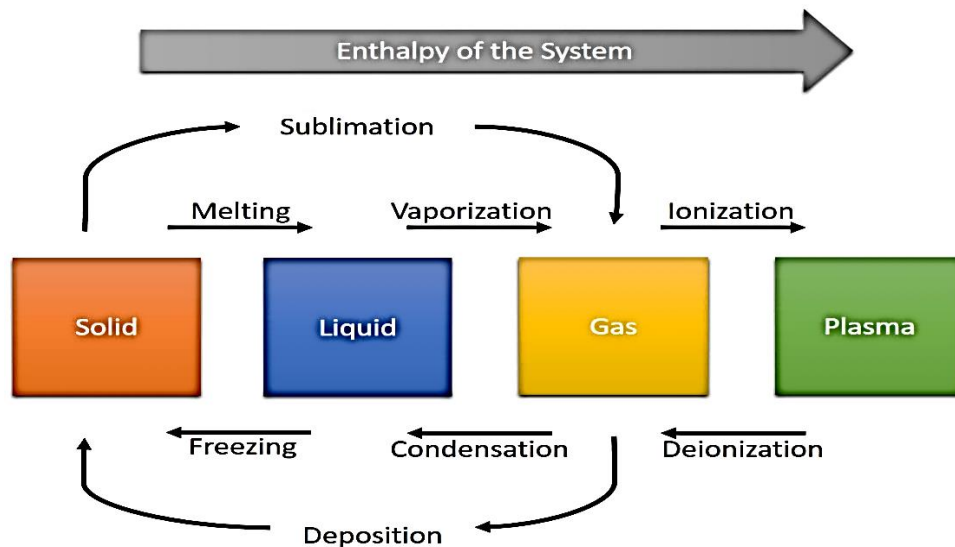 Enthalpy of the System
Sublimation
Melting
Vaporization
Ionization
Solid
Liquid
Gas
Plasma
Freezing
Condensation
Deionization
Deposition